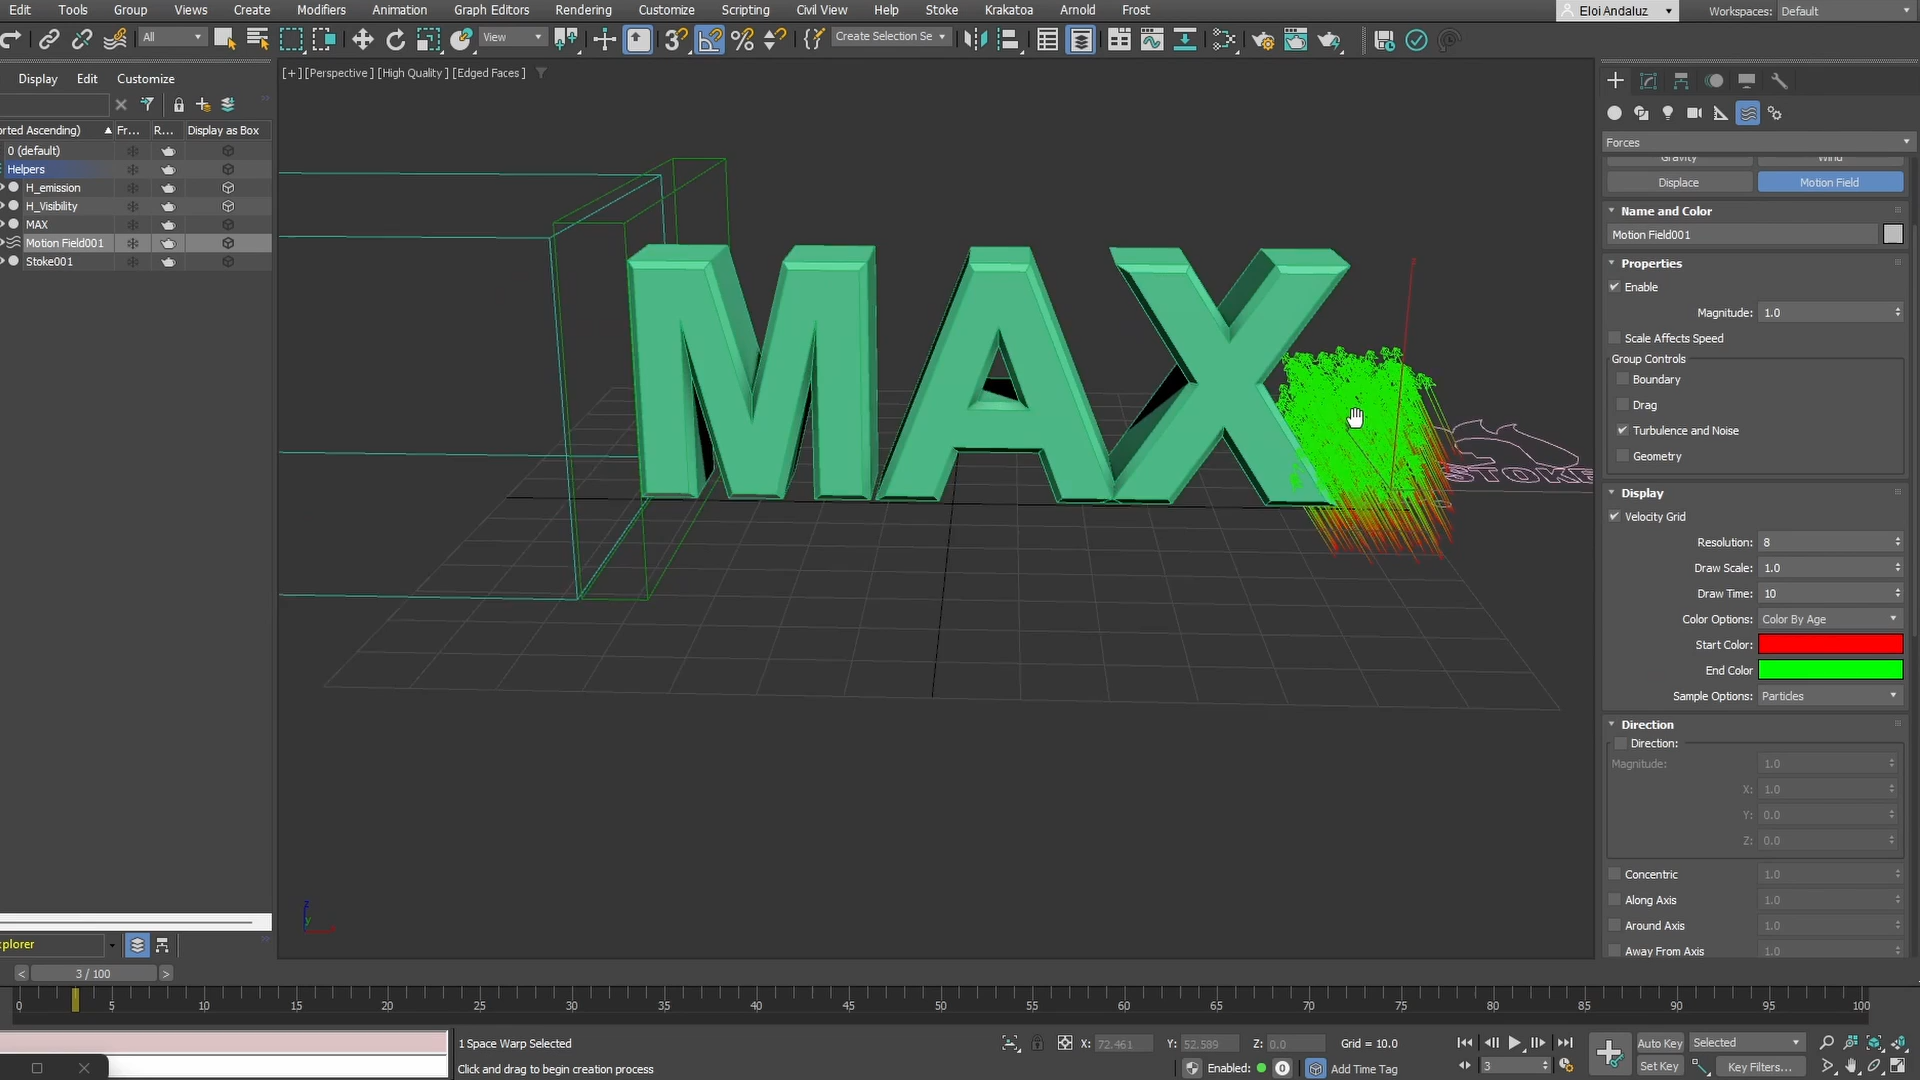 Edit Tools Group Views Create Modifiers Animation Graph Editors Rendering Customize Scripting Civil View Help Stoke Krakatoa Arnold Frost
Eloi Andaluz Workspaces: Default
All View Create Selection Se
Display Edit Customize
[+] [Perspective] [High Quality] [Edged Faces]
orted Ascending) Fr... R... Display as Box
0 (default)
Helpers
H_emission
H_Visibility
MAX
Motion Field001
Stoke001
MAX
STOKE
Forces
Gravity Wind
Displace Motion Field
Name and Color
Motion Field001
Properties
Enable
Magnitude: 1.0
Scale Affects Speed
Group Controls
Boundary
Drag
Turbulence and Noise
Geometry
Display
Velocity Grid
Resolution: 8
Draw Scale: 1.0
Draw Time: 10
Color Options: Color By Age
Start Color:
End Color
Sample Options: Particles
Direction
Direction:
Magnitude: 1.0
X: 1.0
Y: 0.0
Z: 0.0
Concentric 1.0
Along Axis 1.0
Around Axis 1.0
Away From Axis 1.0
z
y
xplorer
< 3 / 100 >
0 5 10 15 20 25 30 35 40 45 50 55 60 65 70 75 80 85 90 95 100
1 Space Warp Selected X: 72.461 Y: 52.589 Z: 0.0 Grid = 10.0 Auto Key Selected
Click and drag to begin creation process Enabled: 0 Add Time Tag 3 Set Key Key Filters...